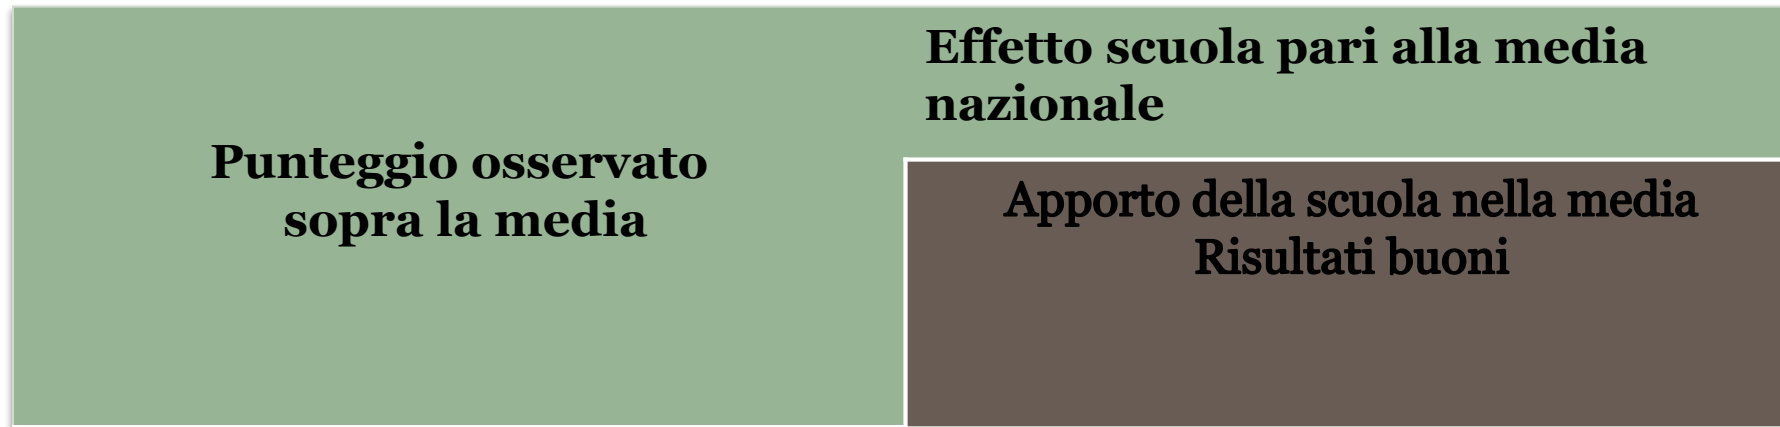 Effetto scuola pari alla media
nazionale
Punteggio osservato
sopra la media
Apporto della scuola nella media
Risultati buoni